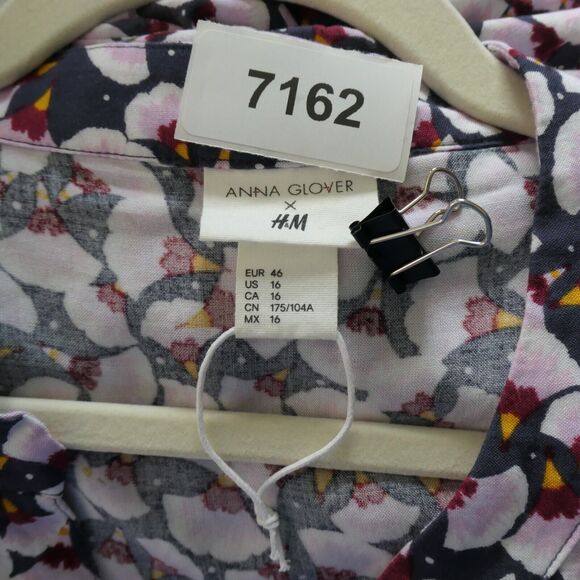 7162
ANNA GLOVER
×
H&M
EUR 46
US 16
CA 16
CN 175/104A
MX 16